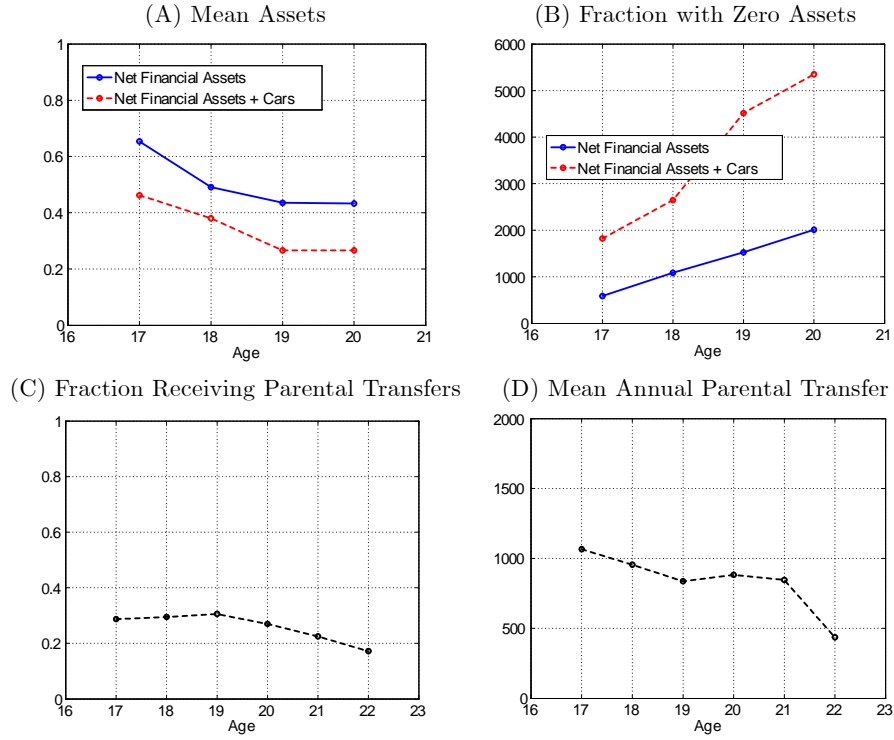 (A) Mean Assets
1
0.8
0.6
0.4
0.2
0
Net Financial Assets
Net Financial Assets + Cars
16 17 18 19 20 21
Age
(B) Fraction with Zero Assets
6000
5000
4000
3000
2000
1000
0
Net Financial Assets
Net Financial Assets + Cars
16 17 18 19 20 21
Age
(C) Fraction Receiving Parental Transfers
1
0.8
0.6
0.4
0.2
0
16 17 18 19 20 21 22 23
Age
(D) Mean Annual Parental Transfer
2000
1500
1000
500
0
16 17 18 19 20 21 22 23
Age